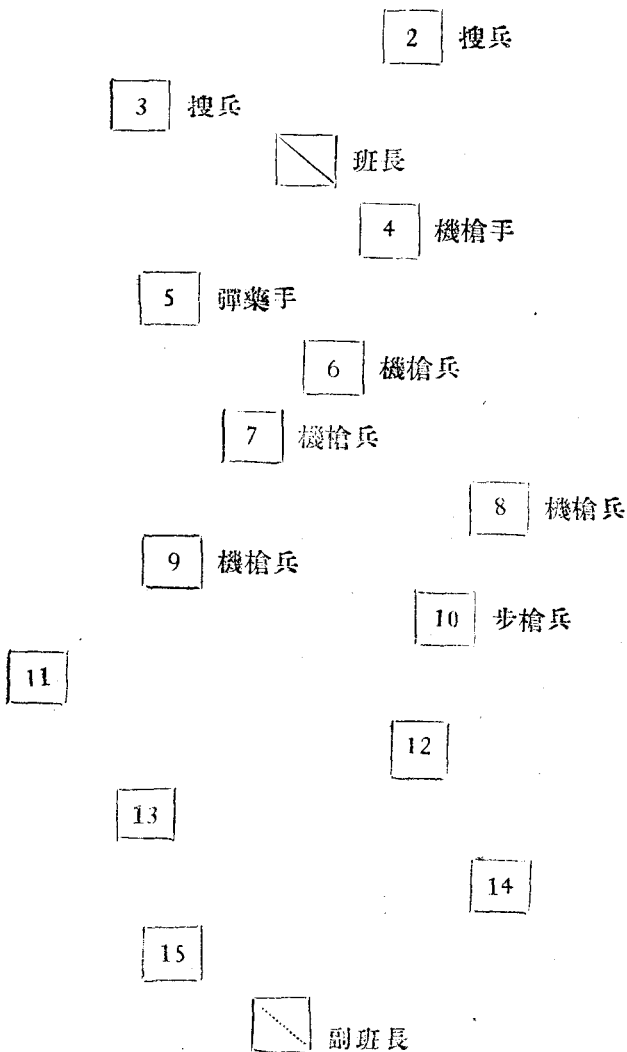 2 搜兵
3 搜兵
班長
4 機槍手
5 彈藥手
6 機槍兵
7 機槍兵
8 機槍兵
9 機槍兵
10 步槍兵
11
12
13
14
15
副班長